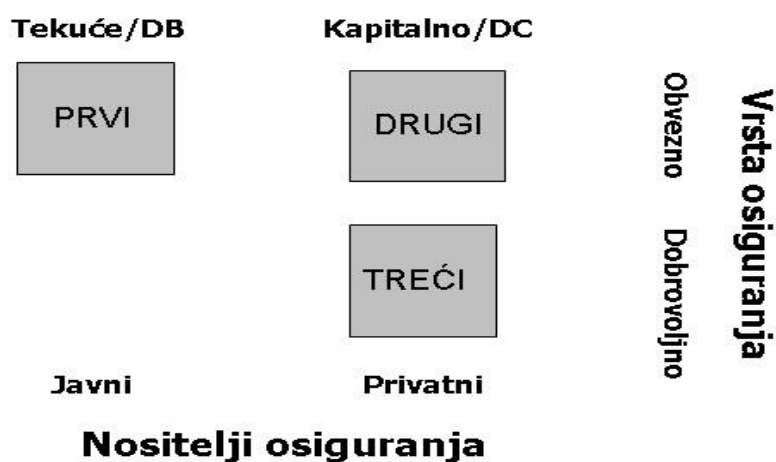 Tekuće/DB
Kapitalno/DC
PRVI
DRUGI
Obvezno
TREĆI
Dobrovoljno
Vrsta osiguranja
Javni
Privatni
Nositelji osiguranja